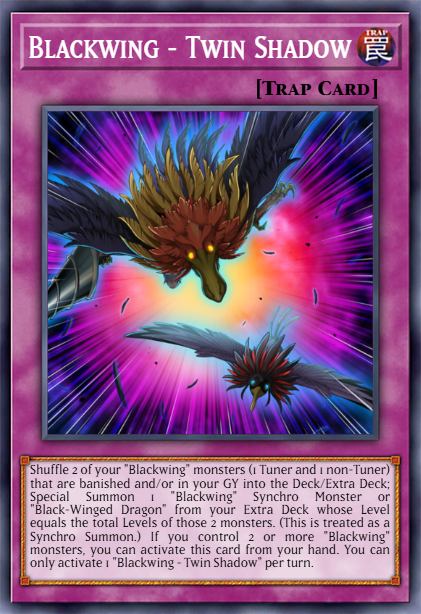 Blackwing - Twin Shadow
TRAP
罠
[Trap Card]
Shuffle 2 of your "Blackwing" monsters (1 Tuner and 1 non-Tuner)
that are banished and/or in your GY into the Deck/Extra Deck;
Special Summon 1 "Blackwing" Synchro Monster or
"Black-Winged Dragon" from your Extra Deck whose Level
equals the total Levels of those 2 monsters. (This is treated as a
Synchro Summon.) If you control 2 or more "Blackwing"
monsters, you can activate this card from your hand. You can
only activate 1 "Blackwing - Twin Shadow" per turn.